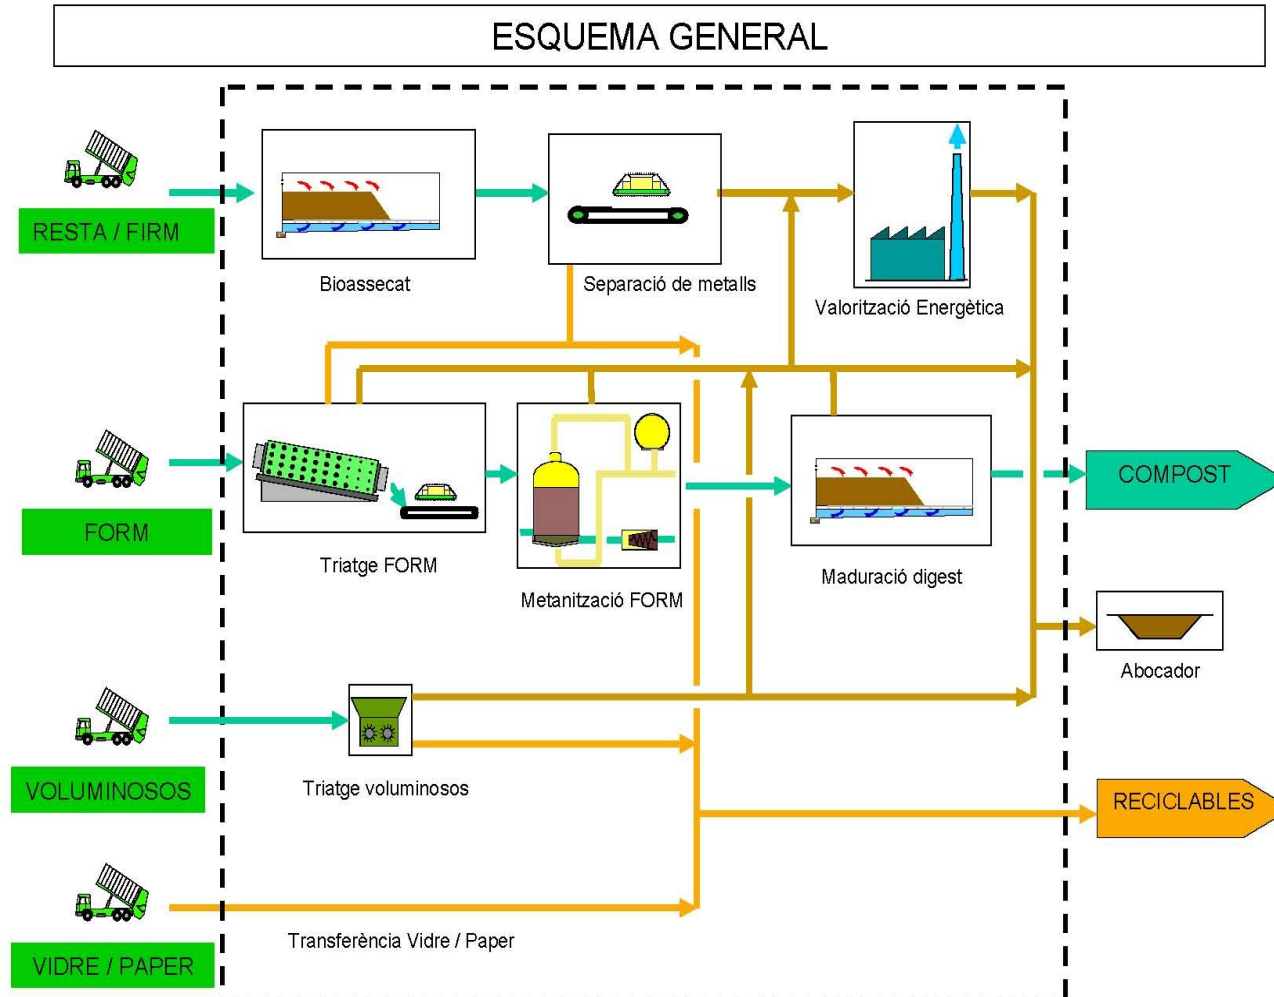 ESQUEMA GENERAL
RESTA / FIRM
Bioassecat
Separació de metalls
Valorització Energètica
FORM
Triatge FORM
Metanització FORM
Maduració digest
COMPOST
Abocador
VOLUMINOSOS
Triatge voluminosos
RECICLABLES
VIDRE / PAPER
Transferència Vidre / Paper